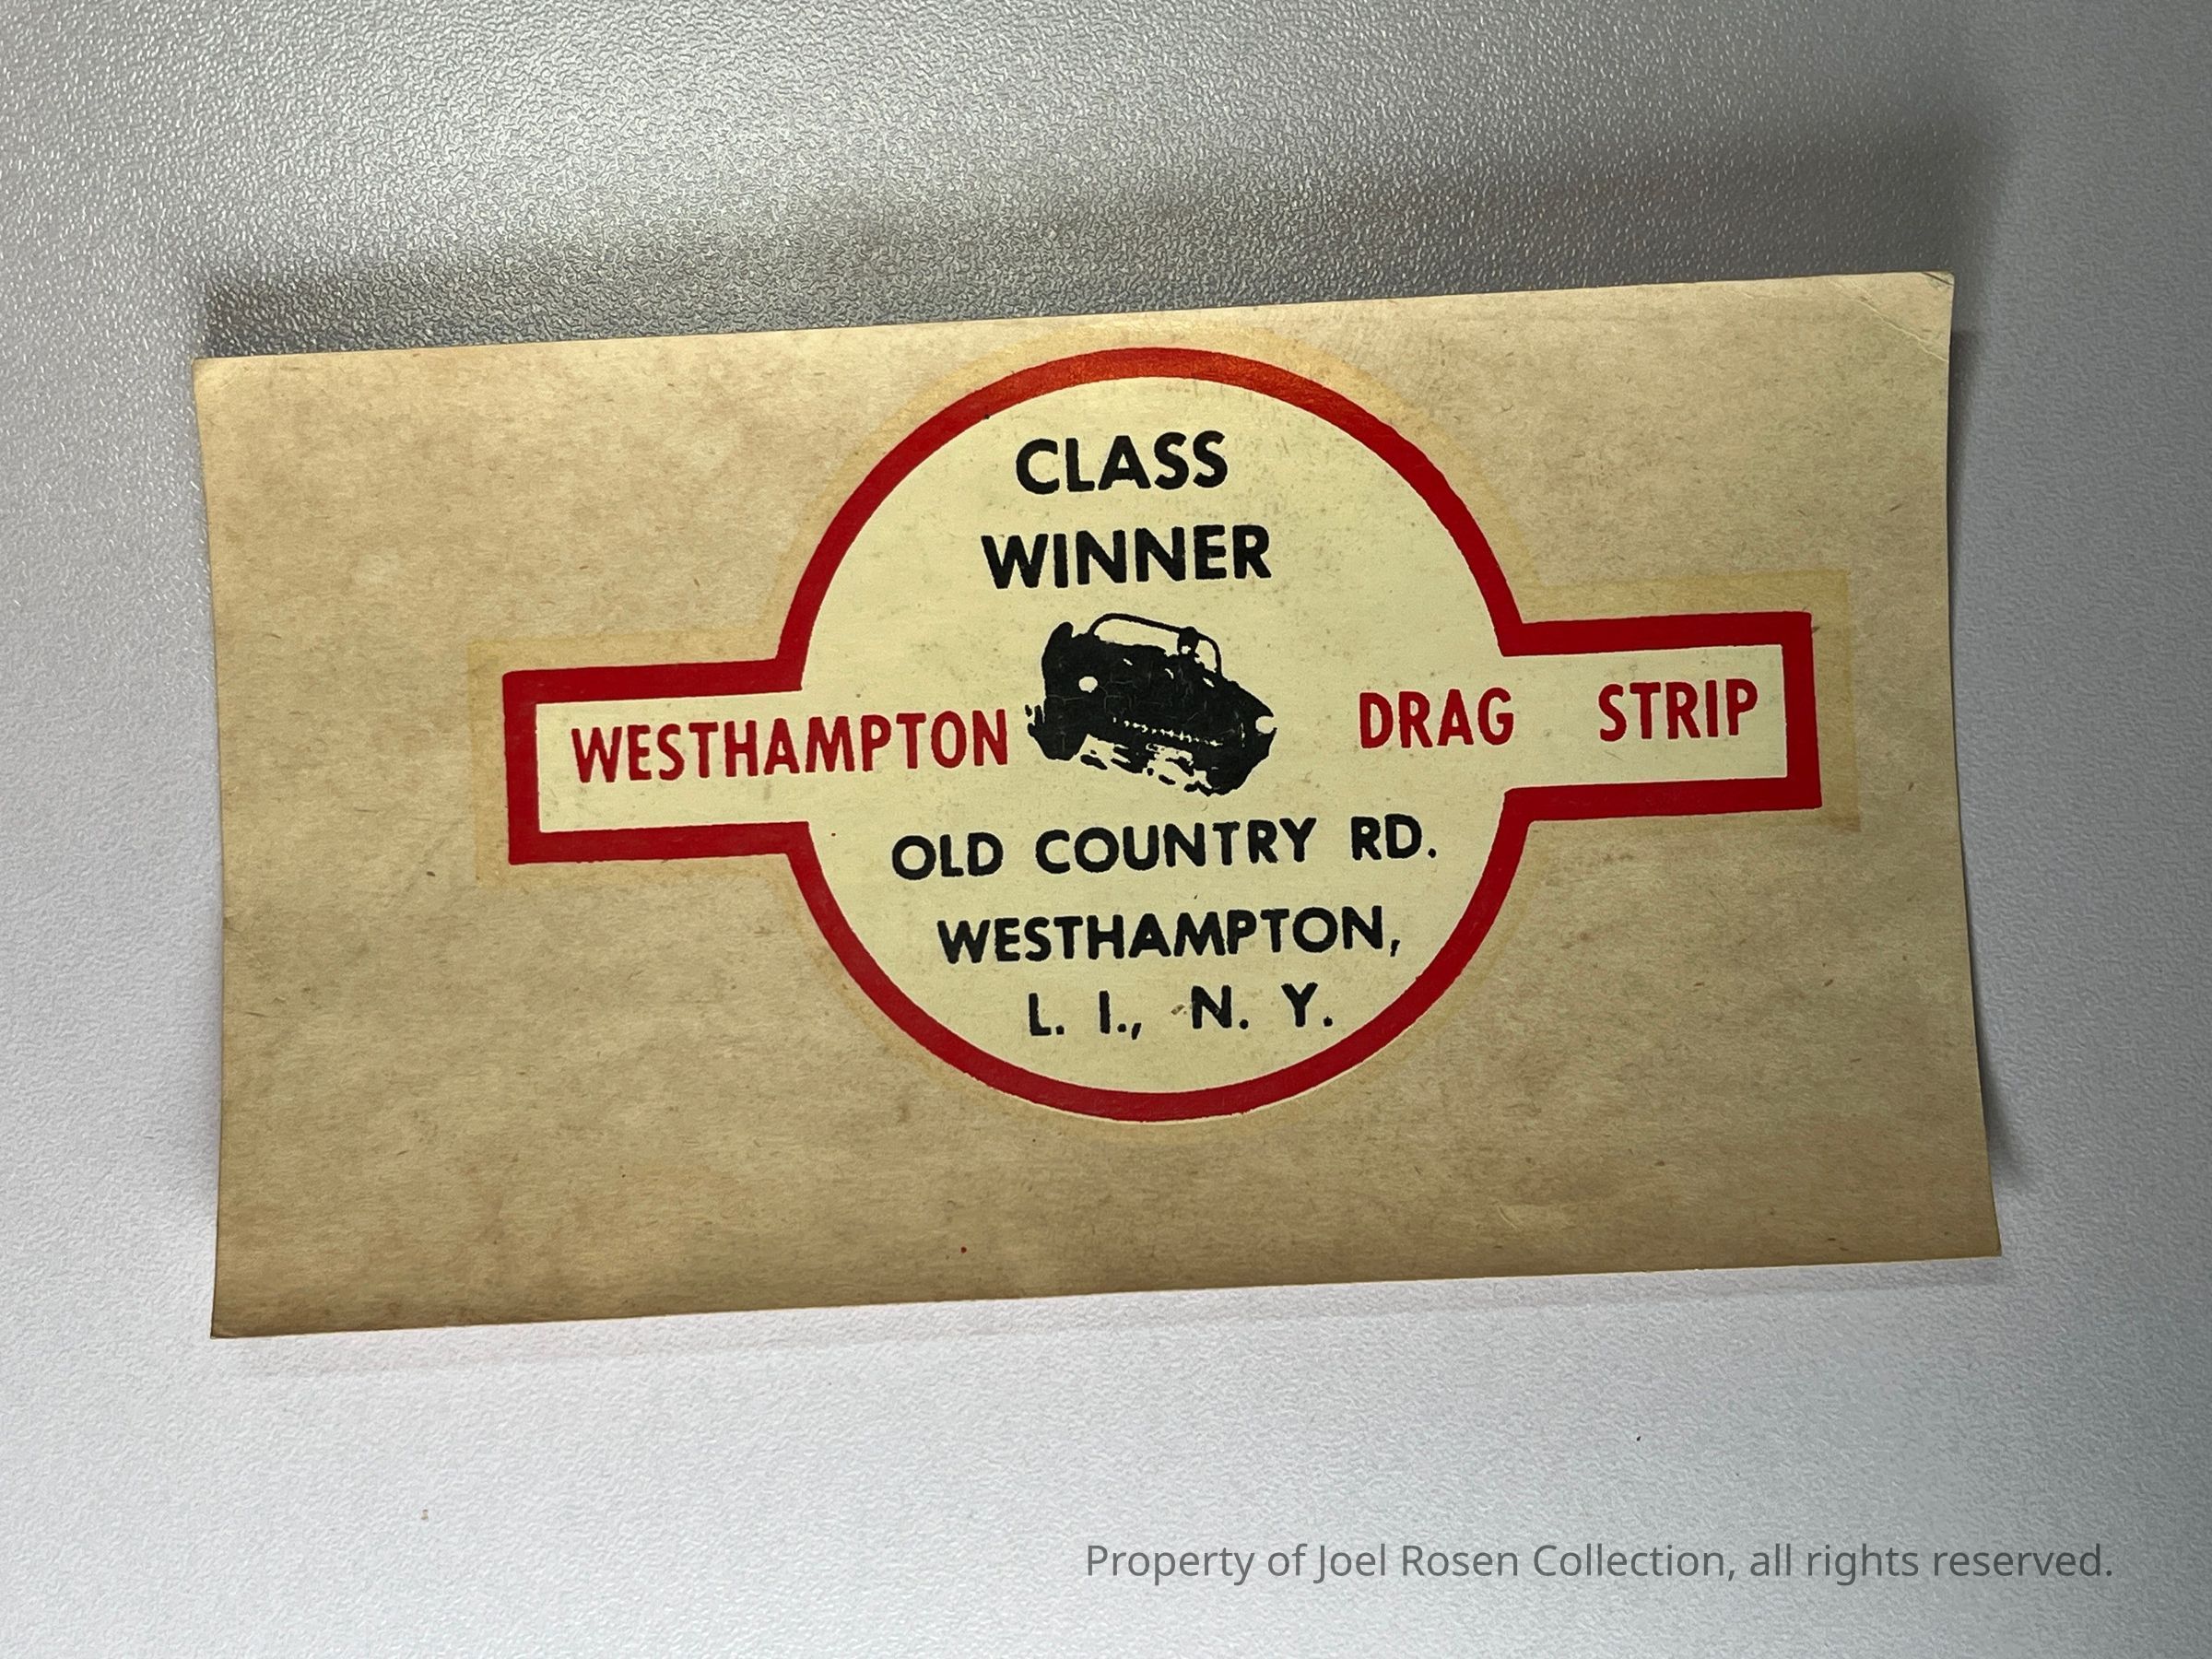 CLASS
WINNER
WESTHAMPTON DRAG STRIP
OLD COUNTRY RD.
WESTHAMPTON,
L. I., N. Y.
Property of Joel Rosen Collection, all rights reserved.